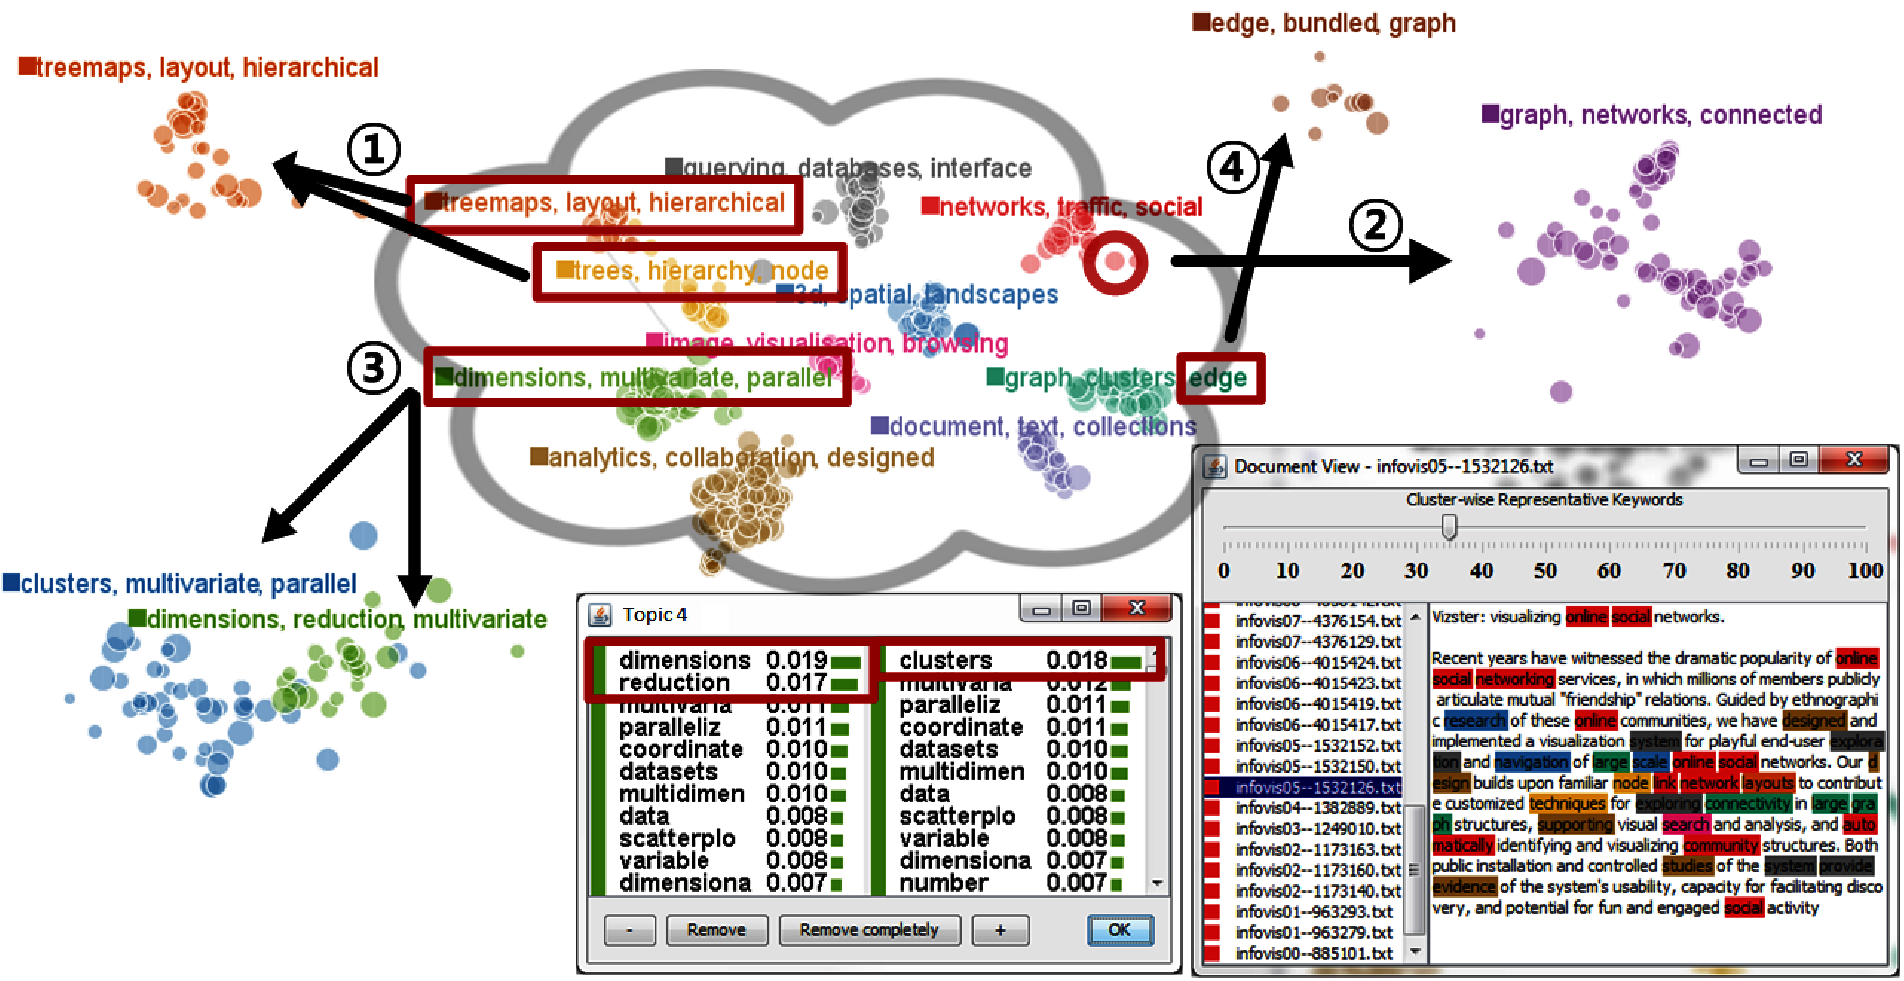 edge, bundled, graph
treemaps, layout, hierarchical
graph, networks, connected
①
④
②
querying, databases, interface
treemaps, layout, hierarchical
networks, traffic, social
trees, hierarchy, node
3d, spatial, landscapes
image, visualisation, browsing
③
dimensions, multivariate, parallel
graph, clusters, edge
document, text, collections
analytics, collaboration, designed
clusters, multivariate, parallel
dimensions, reduction, multivariate
Topic 4
dimensions 0.019
reduction 0.017
multivaria 0.011
paralleliz 0.011
coordinate 0.010
datasets 0.010
multidimen 0.010
data 0.008
scatterplo 0.008
variable 0.008
dimensiona 0.007
clusters 0.018
multivaria 0.012
paralleliz 0.011
coordinate 0.011
datasets 0.010
multidimen 0.010
data 0.008
scatterplo 0.008
variable 0.008
dimensiona 0.007
number 0.007
- Remove Remove completely + OK
Document View - infovis05--1532126.txt
Cluster-wise Representative Keywords
0 10 20 30 40 50 60 70 80 90 100
infovis07--4376154.txt
infovis07--4376129.txt
infovis06--4015424.txt
infovis06--4015423.txt
infovis06--4015419.txt
infovis06--4015417.txt
infovis05--1532152.txt
infovis05--1532150.txt
infovis05--1532126.txt
infovis04--1382889.txt
infovis03--1249010.txt
infovis02--1173163.txt
infovis02--1173160.txt
infovis02--1173140.txt
infovis01--963293.txt
infovis01--963279.txt
infovis00--885101.txt
Vizster: visualizing online social networks.
Recent years have witnessed the dramatic popularity of online
social networking services, in which millions of members publicly
articulate mutual "friendship" relations. Guided by ethnographi
c research of these online communities, we have designed and
implemented a visualization system for playful end-user explora
tion and navigation of large scale online social networks. Our d
esign builds upon familiar node link network layouts to contribut
e customized techniques for exploring connectivity in large gra
ph structures, supporting visual search and analysis, and auto
matically identifying and visualizing community structures. Both
public installation and controlled studies of the system provide
evidence of the system's usability, capacity for facilitating disco
very, and potential for fun and engaged social activity